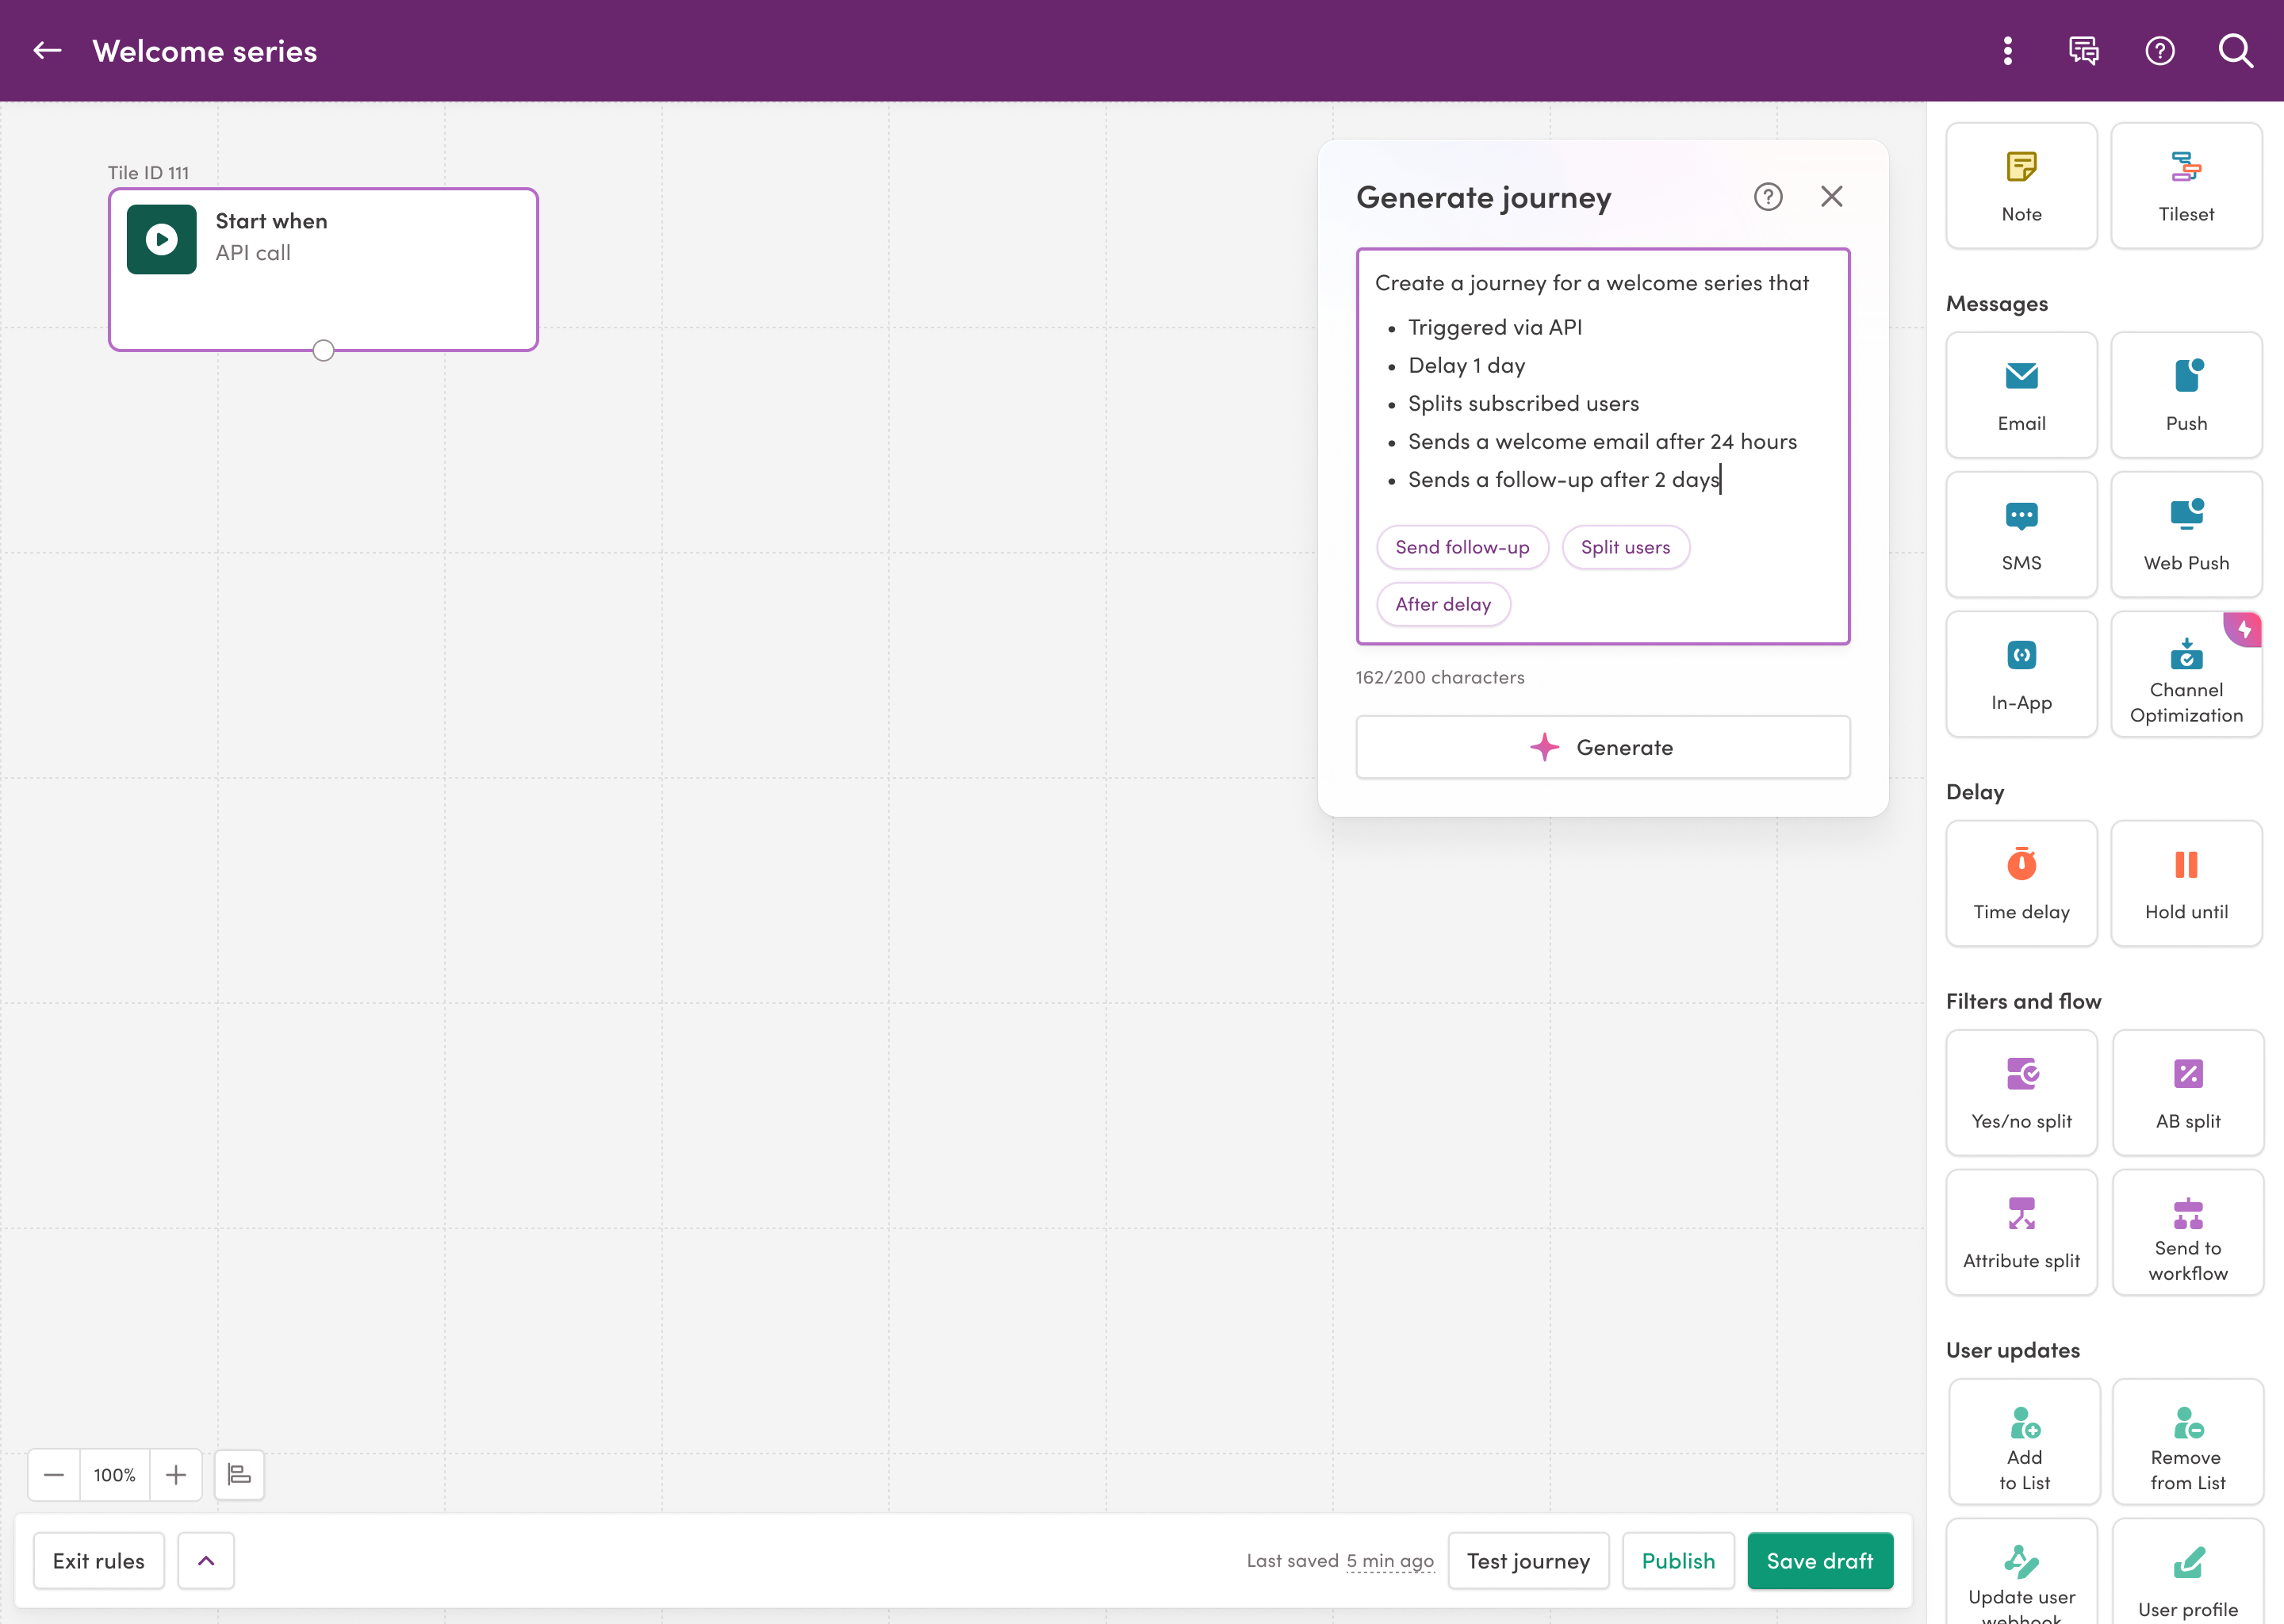 Welcome series
Tile ID 111
Start when
API call
Generate journey
Create a journey for a welcome series that
• Triggered via API
• Delay 1 day
• Splits subscribed users
• Sends a welcome email after 24 hours
• Sends a follow-up after 2 days
Send follow-up
Split users
After delay
162/200 characters
Generate
Note
Tileset
Messages
Email
Push
SMS
Web Push
In-App
Channel
Optimization
Delay
Time delay
Hold until
Filters and flow
Yes/no split
AB split
Attribute split
Send to
workflow
User updates
Add
to List
Remove
from List
Update user
webhook
User profile
100%
Exit rules
Last saved 5 min ago
Test journey
Publish
Save draft